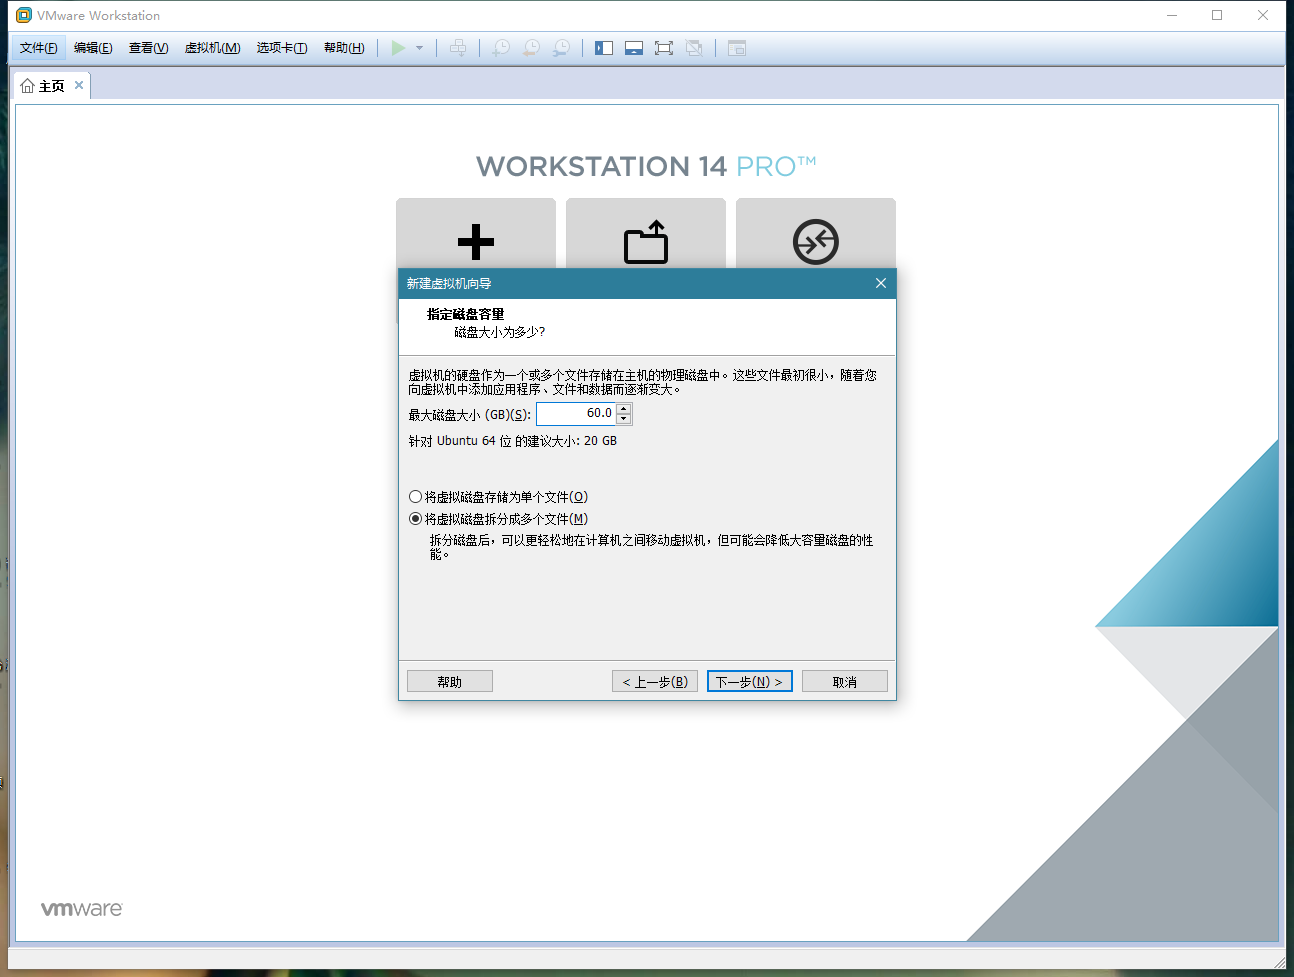 VMware Workstation
文件(F) 编辑(E) 查看(V) 虚拟机(M) 选项卡(T) 帮助(H)
主页
WORKSTATION 14 PRO™
新建虚拟机向导
指定磁盘容量
磁盘大小为多少?
虚拟机的硬盘作为一个或多个文件存储在主机的物理磁盘中。这些文件最初很小，随着您
向虚拟机中添加应用程序、文件和数据而逐渐变大。
最大磁盘大小 (GB)(S): 60.0
针对 Ubuntu 64 位 的建议大小: 20 GB
将虚拟磁盘存储为单个文件(O)
将虚拟磁盘拆分成多个文件(M)
拆分磁盘后，可以更轻松地在计算机之间移动虚拟机，但可能会降低大容量磁盘的性
能。
帮助 < 上一步(B) 下一步(N) > 取消
vmware